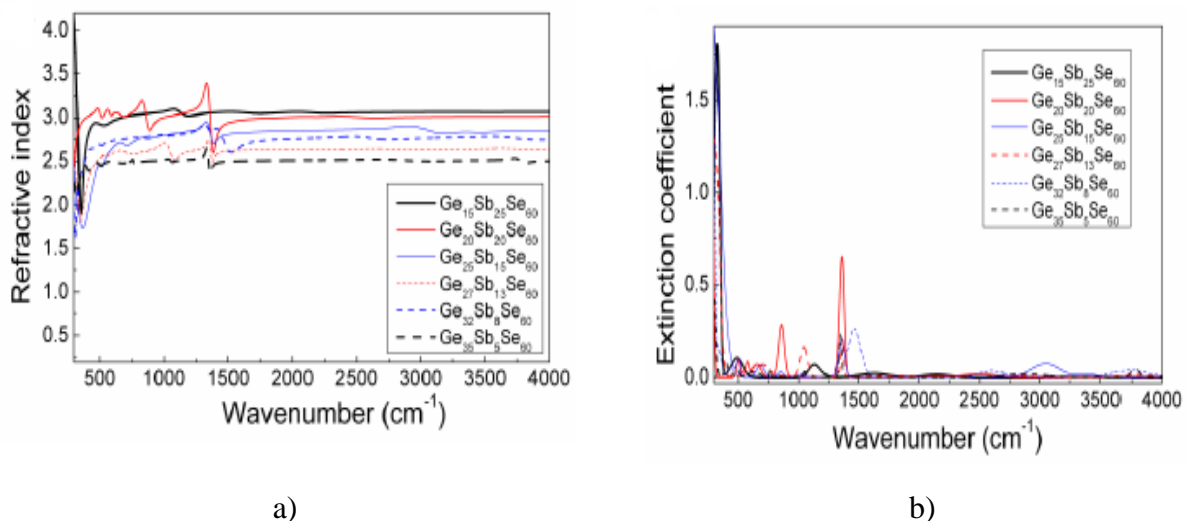 4.0
3.5
3.0
2.5
2.0
1.5
1.0
0.5
Refractive index
Ge15Sb25Se60
Ge20Sb20Se60
Ge25Sb15Se60
Ge27Sb13Se60
Ge32Sb8Se60
Ge35Sb5Se60
500 1000 1500 2000 2500 3000 3500 4000
Wavenumber (cm-1)
a)
1.5
1.0
0.5
0.0
Extinction coefficient
Ge15Sb25Se60
Ge20Sb20Se60
Ge25Sb15Se60
Ge27Sb13Se60
Ge32Sb8Se60
Ge35Sb5Se60
500 1000 1500 2000 2500 3000 3500 4000
Wavenumber (cm-1)
b)